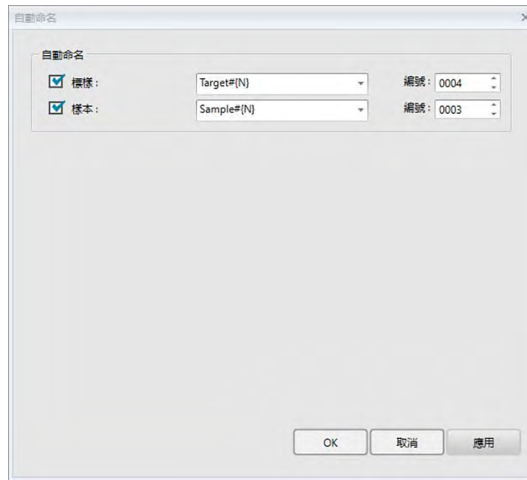 自動命名
自動命名
標樣： Target#{N} 編號： 0004
樣本： Sample#{N} 編號： 0003
OK 取消 應用